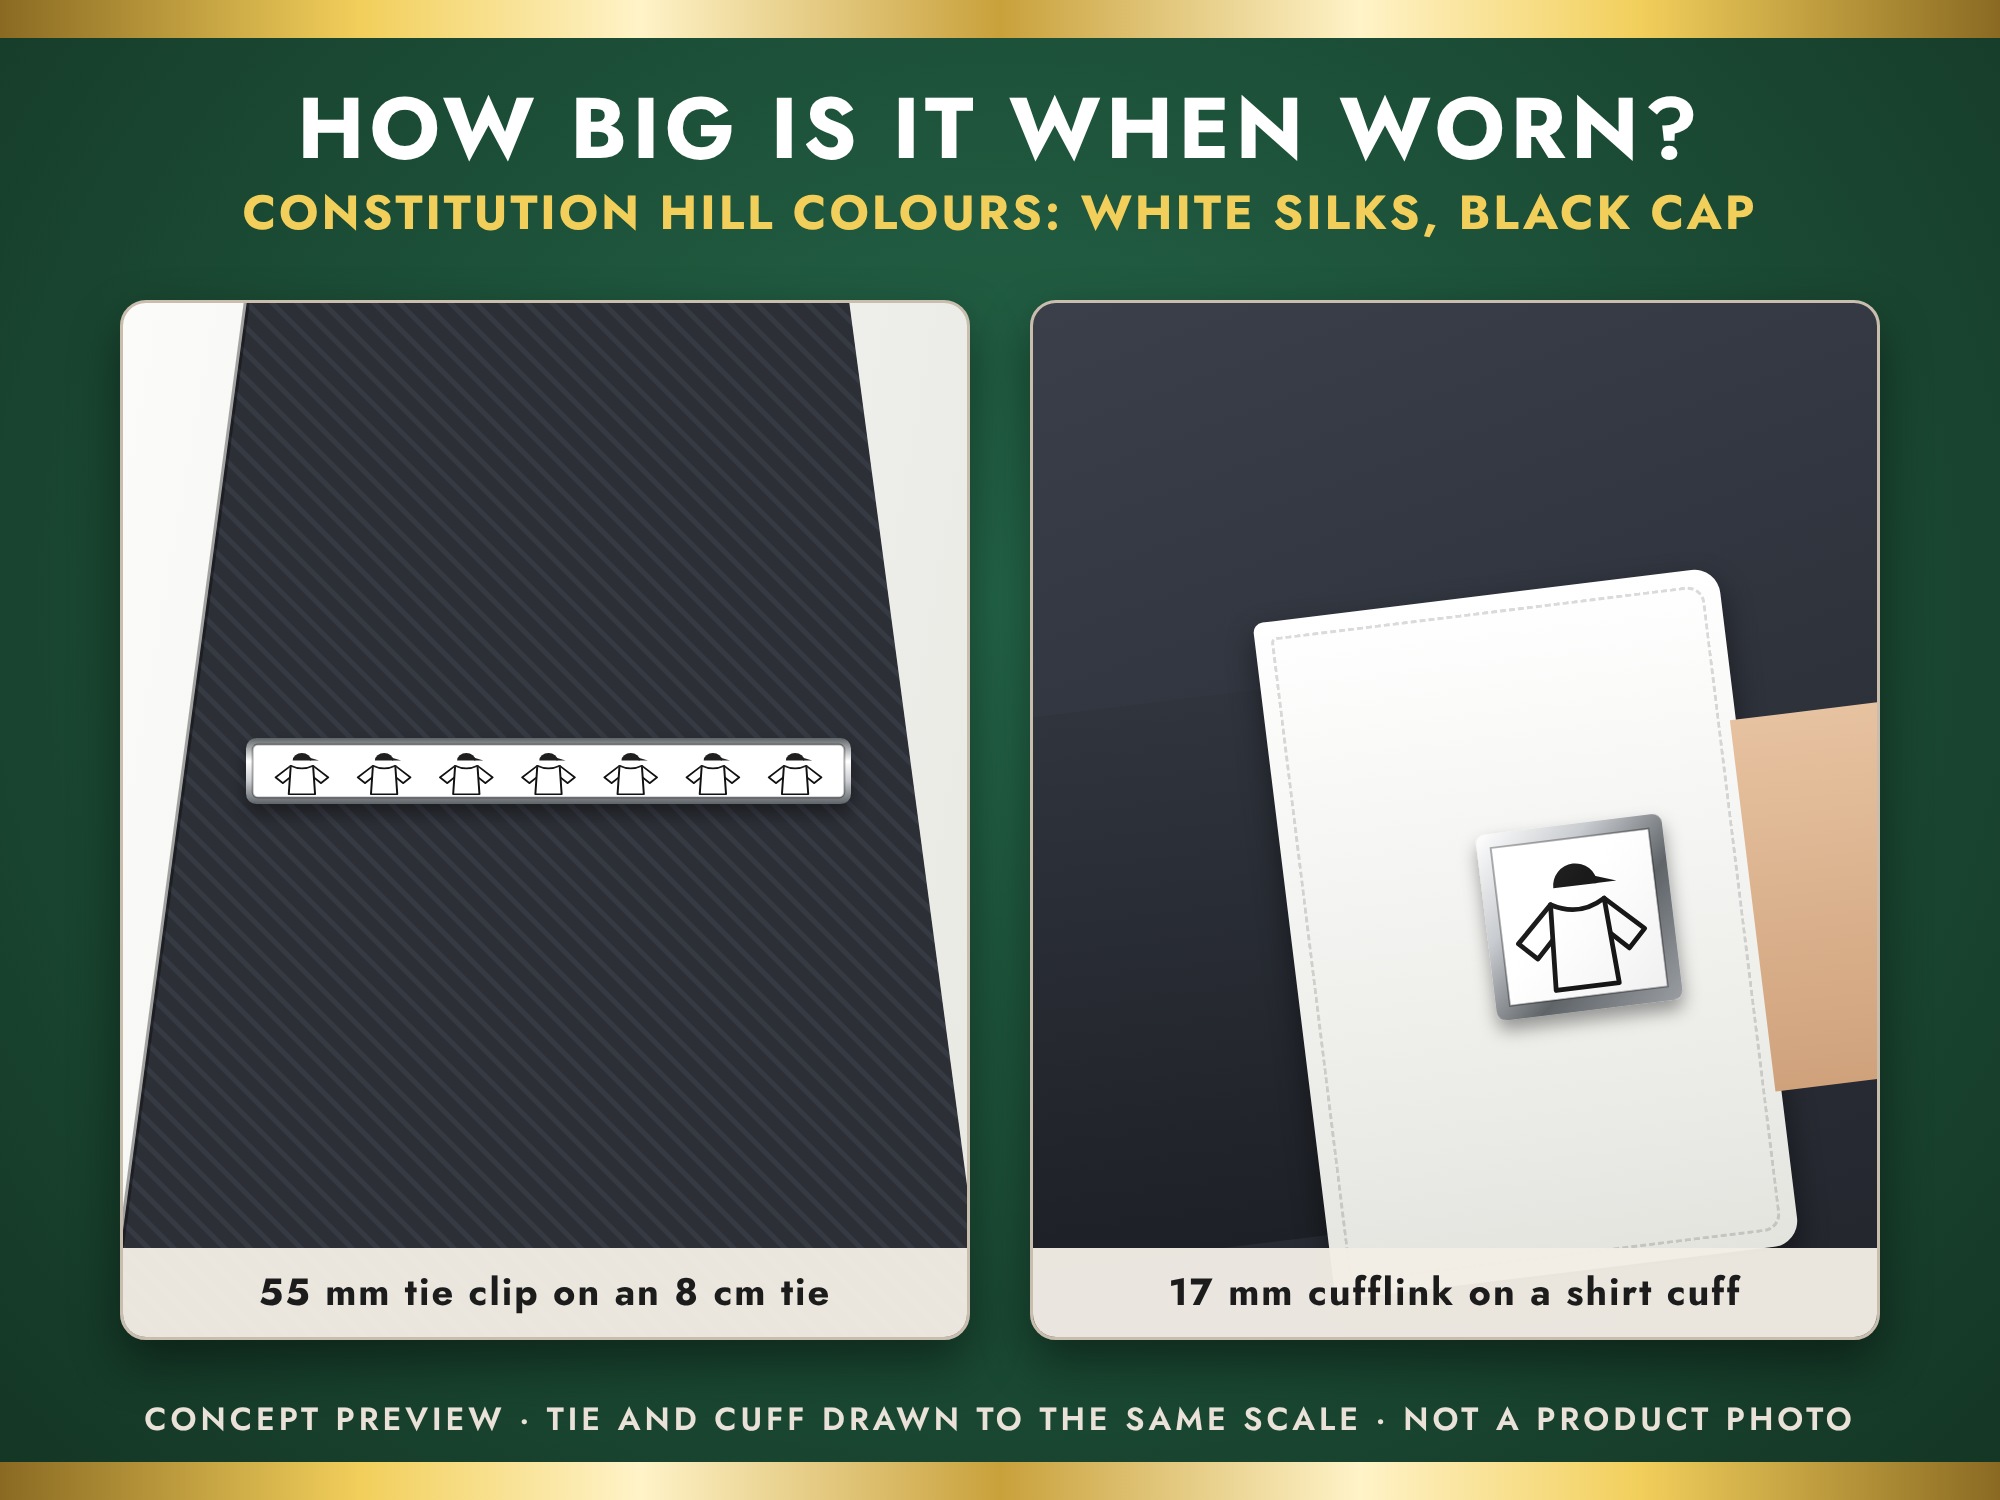 HOW BIG IS IT WHEN WORN?
CONSTITUTION HILL COLOURS: WHITE SILKS, BLACK CAP
55 mm tie clip on an 8 cm tie
17 mm cufflink on a shirt cuff
CONCEPT PREVIEW · TIE AND CUFF DRAWN TO THE SAME SCALE · NOT A PRODUCT PHOTO